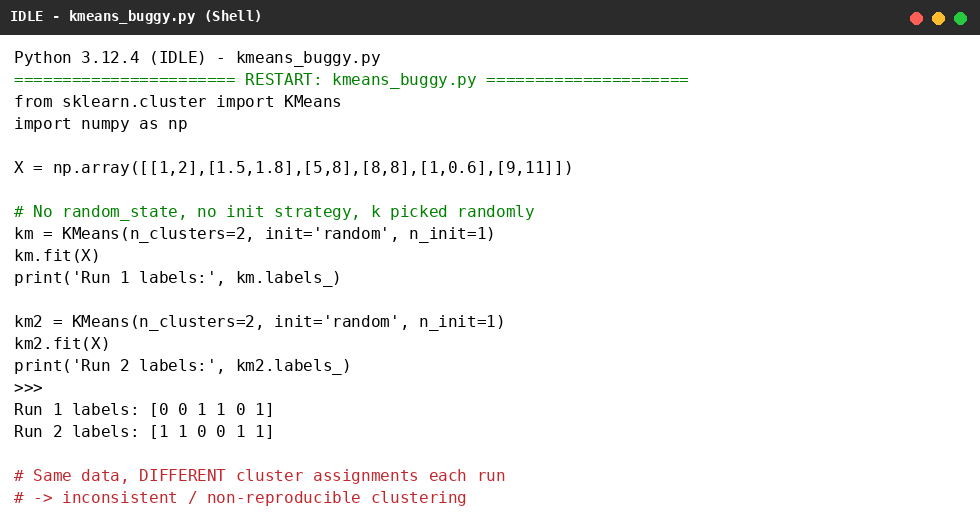 IDLE - kmeans_buggy.py (Shell)
Python 3.12.4 (IDLE) - kmeans_buggy.py
======================= RESTART: kmeans_buggy.py =====================
from sklearn.cluster import KMeans
import numpy as np
X = np.array([[1,2],[1.5,1.8],[5,8],[8,8],[1,0.6],[9,11]])
# No random_state, no init strategy, k picked randomly
km = KMeans(n_clusters=2, init='random', n_init=1)
km.fit(X)
print('Run 1 labels:', km.labels_)
km2 = KMeans(n_clusters=2, init='random', n_init=1)
km2.fit(X)
print('Run 2 labels:', km2.labels_)
>>>
Run 1 labels: [0 0 1 1 0 1]
Run 2 labels: [1 1 0 0 1 1]
# Same data, DIFFERENT cluster assignments each run
# -> inconsistent / non-reproducible clustering